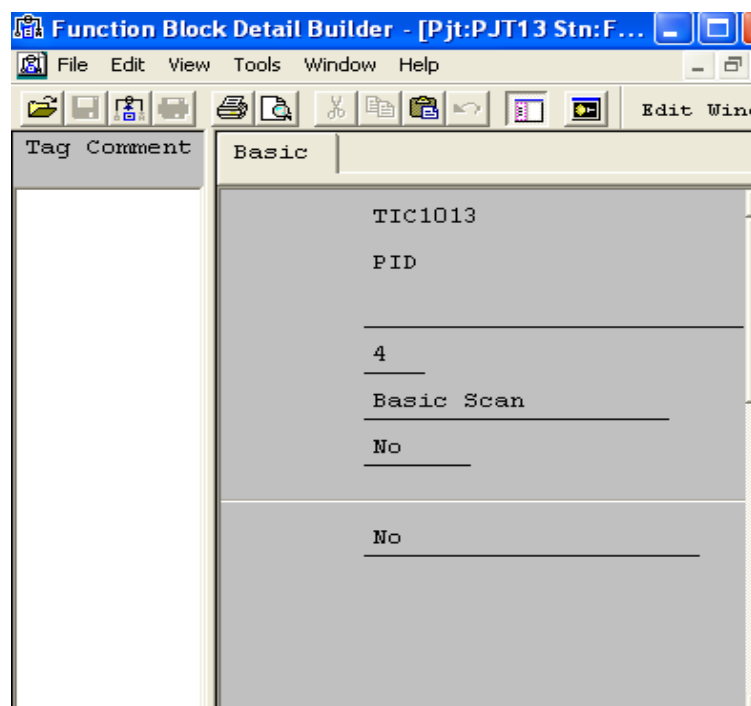 Function Block Detail Builder - [Pjt:PJT13 Stn:F...
File Edit View Tools Window Help
Edit
Tag Comment
Basic
TIC1013
PID
4
Basic Scan
No
No